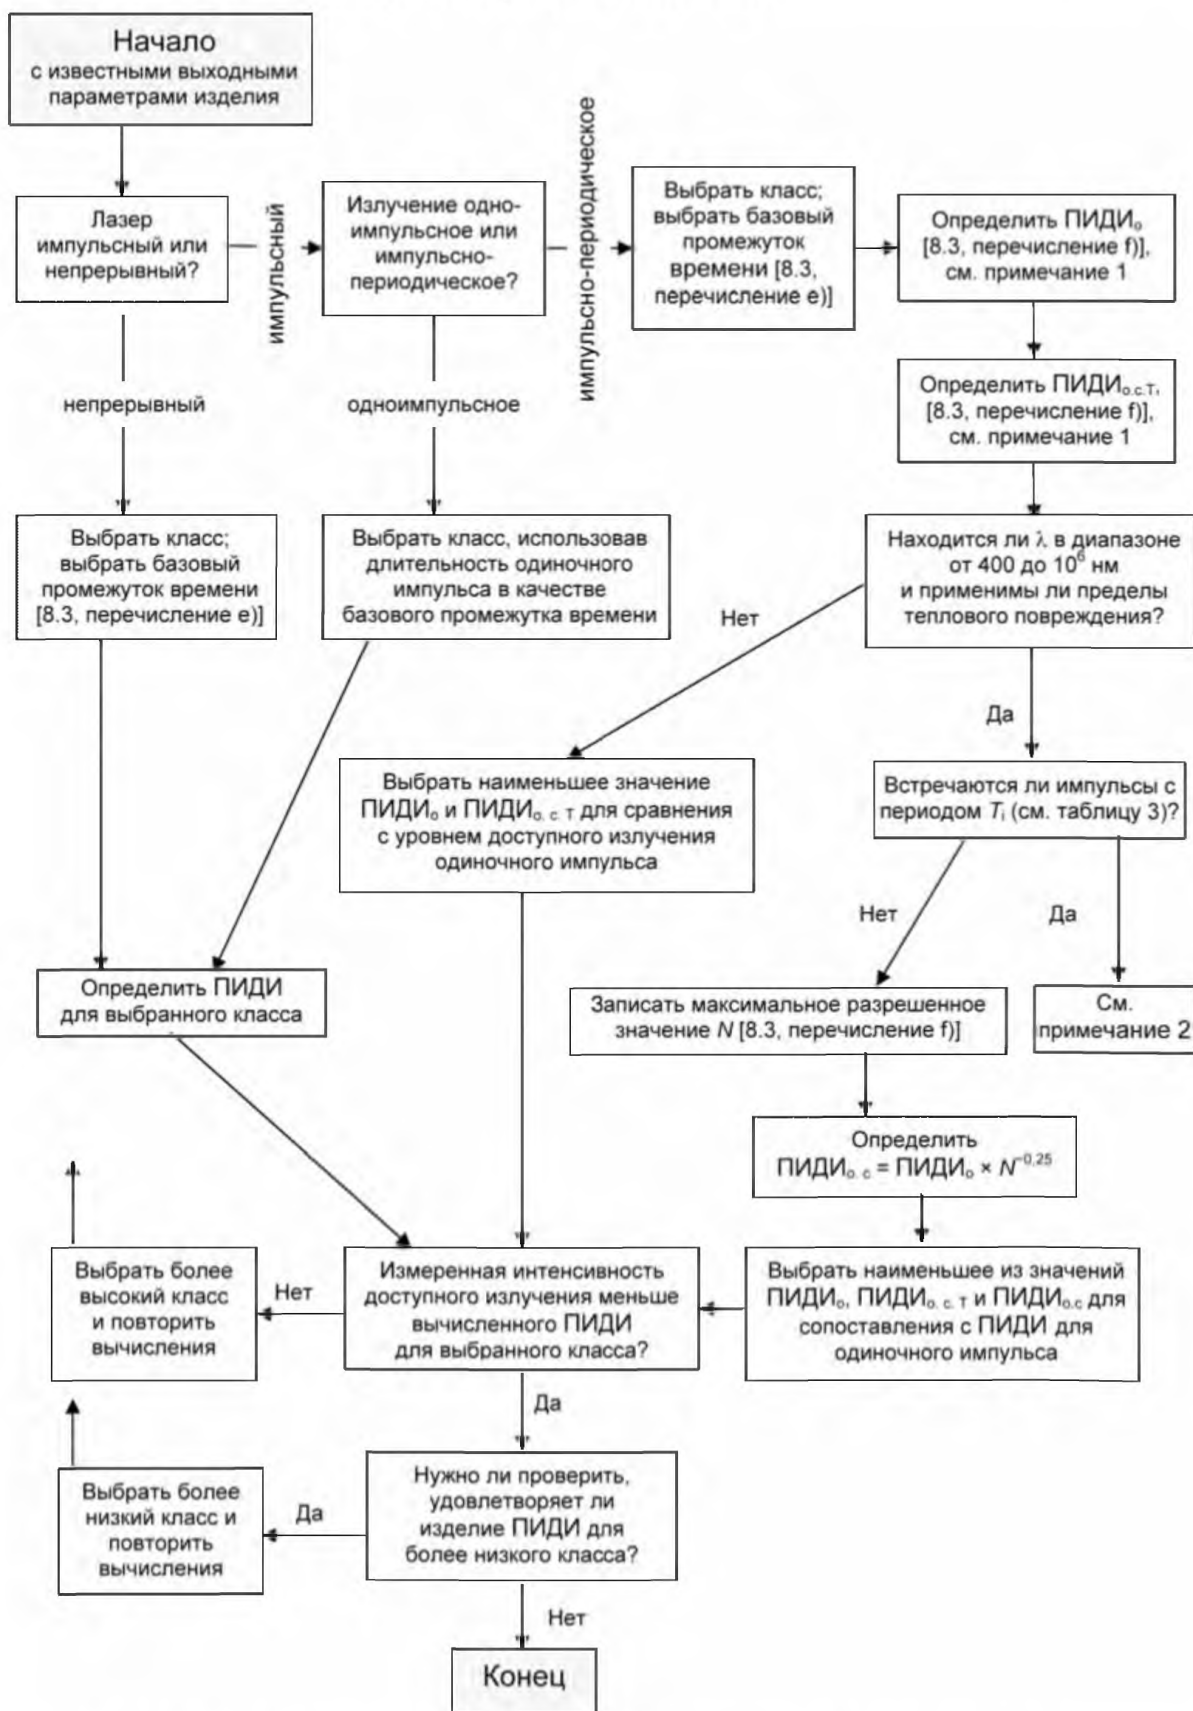 Начало
с известными выходными
параметрами изделия
Лазер
импульсный или
непрерывный?
импульсный
Излучение одно-
импульсное или
импульсно-
периодическое?
импульсно-периодическое
Выбрать класс;
выбрать базовый
промежуток
времени [8.3,
перечисление e)]
Определить ПИДИо
[8.3, перечисление f)],
см. примечание 1
Определить ПИДИо.с.Т,
[8.3, перечисление f)],
см. примечание 1
непрерывный
одноимпульсное
Выбрать класс;
выбрать базовый
промежуток времени
[8.3, перечисление e)]
Выбрать класс, использовав
длительность одиночного
импульса в качестве
базового промежутка времени
Находится ли λ в диапазоне
от 400 до 10⁶ нм
и применимы ли пределы
теплового повреждения?
Нет
Да
Выбрать наименьшее значение
ПИДИо и ПИДИо. с. Т для сравнения
с уровнем доступного излучения
одиночного импульса
Встречаются ли импульсы с
периодом Ti (см. таблицу 3)?
Нет
Да
Определить ПИДИ
для выбранного класса
Записать максимальное разрешенное
значение N [8.3, перечисление f)]
См.
примечание 2
Определить
ПИДИо. с = ПИДИо × N⁻⁰,²⁵
Выбрать более
высокий класс
и повторить
вычисления
Нет
Измеренная интенсивность
доступного излучения меньше
вычисленного ПИДИ
для выбранного класса?
Выбрать наименьшее из значений
ПИДИо, ПИДИо. с. Т и ПИДИо.с для
сопоставления с ПИДИ для
одиночного импульса
Да
Выбрать более
низкий класс и
повторить
вычисления
Да
Нужно ли проверить,
удовлетворяет ли
изделие ПИДИ для
более низкого класса?
Нет
Конец